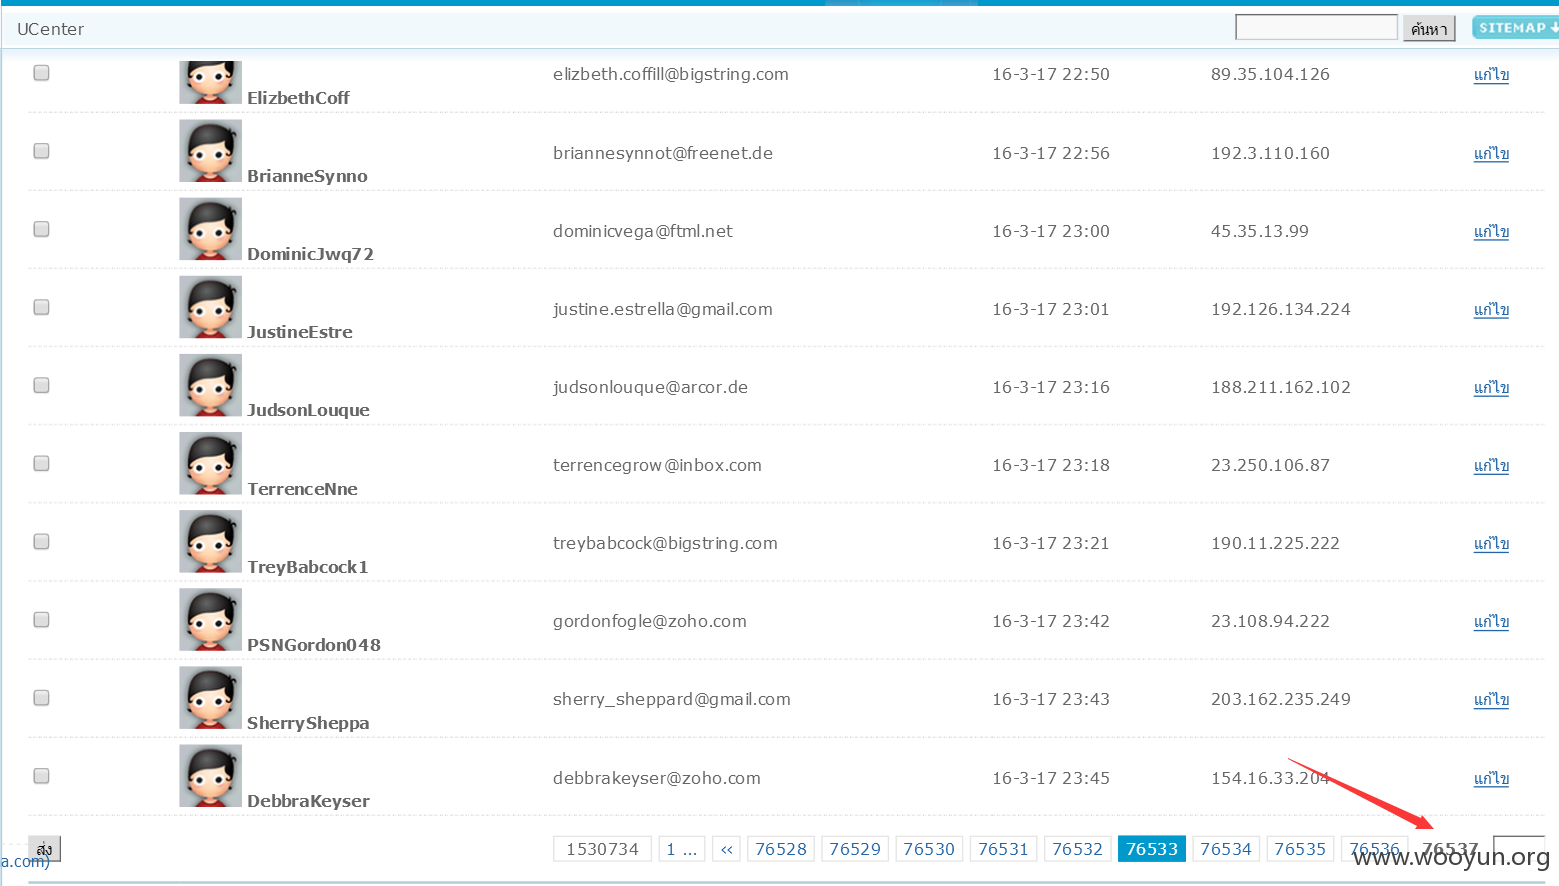 UCenter ค้นหา SITEMAP
ElizbethCoff elizbeth.coffill@bigstring.com 16-3-17 22:50 89.35.104.126 แก้ไข
BrianneSynno briannesynnot@freenet.de 16-3-17 22:56 192.3.110.160 แก้ไข
DominicJwq72 dominicvega@ftml.net 16-3-17 23:00 45.35.13.99 แก้ไข
JustineEstre justine.estrella@gmail.com 16-3-17 23:01 192.126.134.224 แก้ไข
JudsonLouque judsonlouque@arcor.de 16-3-17 23:16 188.211.162.102 แก้ไข
TerrenceNne terrencegrow@inbox.com 16-3-17 23:18 23.250.106.87 แก้ไข
TreyBabcock1 treybabcock@bigstring.com 16-3-17 23:21 190.11.225.222 แก้ไข
PSNGordon048 gordonfogle@zoho.com 16-3-17 23:42 23.108.94.222 แก้ไข
SherrySheppa sherry_sheppard@gmail.com 16-3-17 23:43 203.162.235.249 แก้ไข
DebbraKeyser debbrakeyser@zoho.com 16-3-17 23:45 154.16.33.204 แก้ไข
ส่ง 1530734 1 ... ‹‹ 76528 76529 76530 76531 76532 76533 76534 76535 76536 76537
a.com)
www.wooyun.org